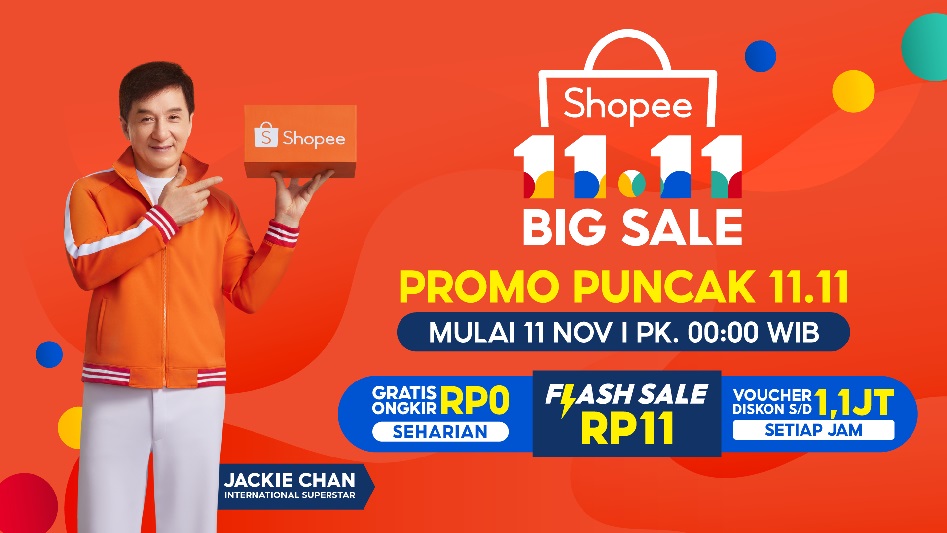 Shopee
Shopee
11.11
BIG SALE
PROMO PUNCAK 11.11
MULAI 11 NOV | PK. 00:00 WIB
GRATIS ONGKIR RP0
SEHARIAN
FLASH SALE
RP11
VOUCHER DISKON S/D 1,1JT
SETIAP JAM
JACKIE CHAN
INTERNATIONAL SUPERSTAR